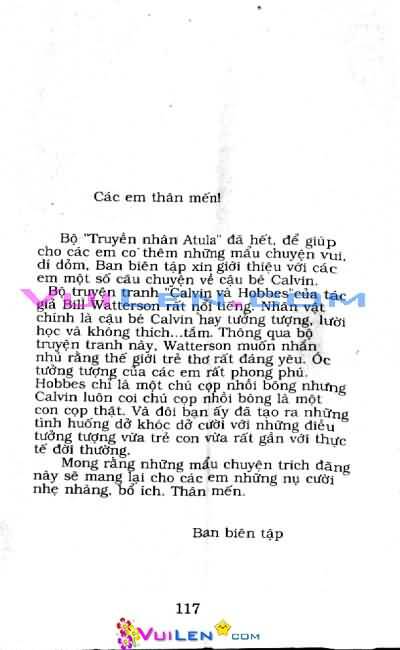 Các em thân mến!
Bộ "Truyền nhân Atula" đã hết, để giúp
cho các em có thêm những mẩu chuyện vui,
dí dỏm, Ban biên tập xin giới thiệu với các
em một số câu chuyện về cậu bé Calvin.
Bộ truyện tranh "Calvin và Hobbes" của tác
giả Bill Watterson rất nổi tiếng. Nhân vật
VUILEN.COM
chính là cậu bé Calvin hay tưởng tượng, lười
học và không thích...tắm. Thông qua bộ
truyện tranh này, Watterson muốn nhắn
nhủ rằng thế giới trẻ thơ rất đáng yêu. Óc
tưởng tượng của các em rất phong phú.
Hobbes chỉ là một chú cọp nhồi bông nhưng
Calvin luôn coi chú cọp nhồi bông là một
con cọp thật. Và đôi bạn ấy đã tạo ra những
tình huống dở khóc dở cười với những điều
tưởng tượng vừa trẻ con vừa rất gần với thực
tế đời thường.
Mong rằng những mẩu chuyện trích đăng
này sẽ mang lại cho các em những nụ cười
nhẹ nhàng, bổ ích. Thân mến.
Ban biên tập
117
VUILEN.COM